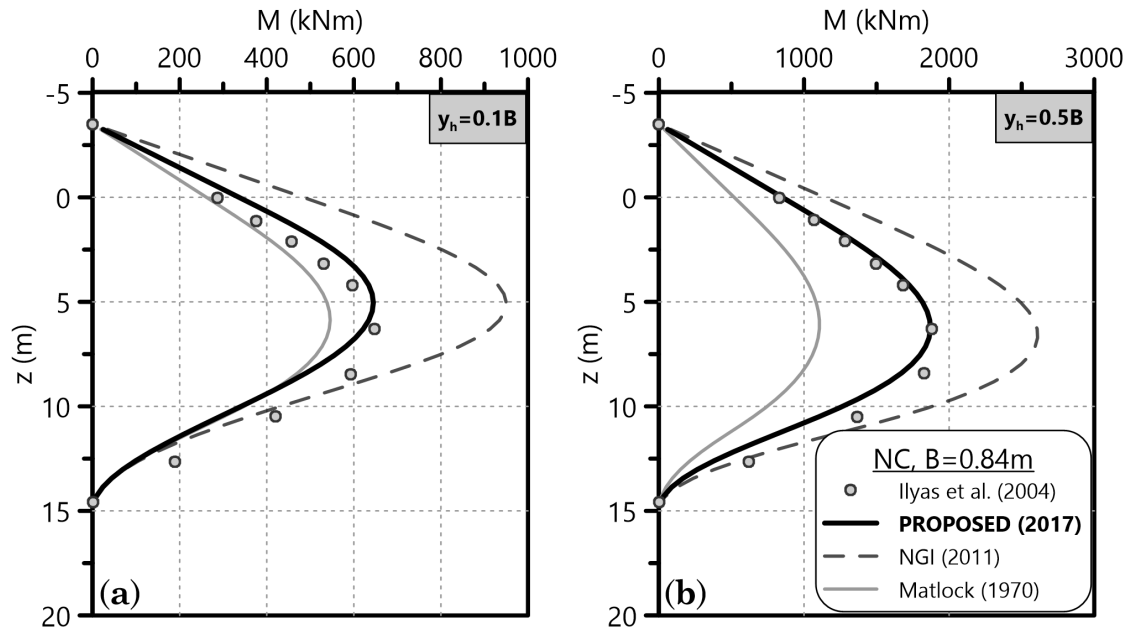 M (kNm)
0 200 400 600 800 1000
-5
0
5
10
15
20
z (m)
yh=0.1B
(a)
M (kNm)
0 1000 2000 3000
-5
0
5
10
15
20
z (m)
yh=0.5B
NC, B=0.84m
Ilyas et al. (2004)
PROPOSED (2017)
NGI (2011)
Matlock (1970)
(b)